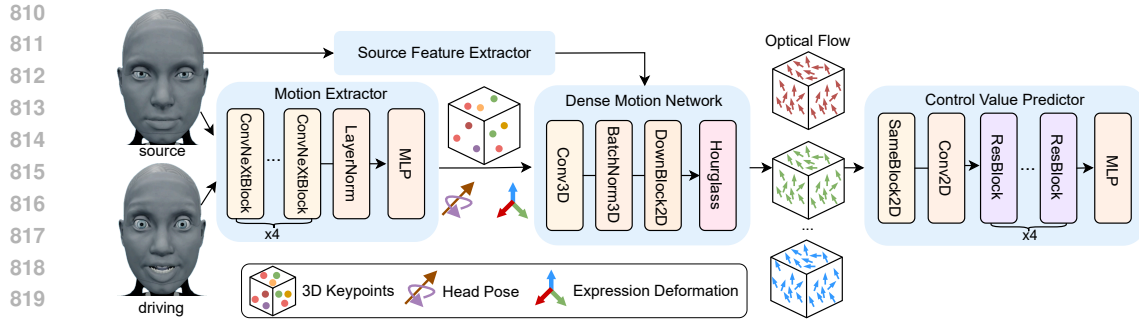 810
811
812
813
814
815
816
817
818
819
Source Feature Extractor
Optical Flow
Motion Extractor
Dense Motion Network
Control Value Predictor
source
driving
ConvNeXtBlock
...
ConvNeXtBlock
LayerNorm
MLP
x4
Conv3D
BatchNorm3D
DownBlock2D
Hourglass
...
SameBlock2D
Conv2D
ResBlock
...
ResBlock
MLP
x4
3D Keypoints
Head Pose
Expression Deformation